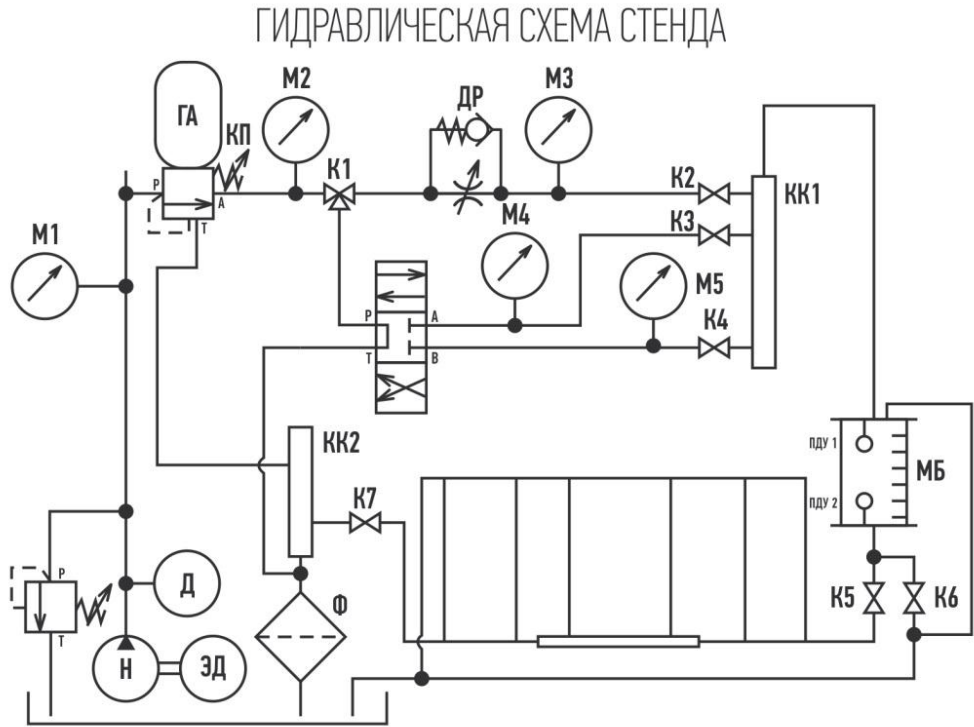 ГИДРАВЛИЧЕСКАЯ СХЕМА СТЕНДА
ГА
КП
М2
ДР
М3
К1
К2
КК1
К3
Р
А
Т
М1
М4
М5
К4
Р
А
Т
В
КК2
К7
ПДУ 1
МБ
ПДУ 2
Р
Т
Д
Ф
К5
К6
Н
ЭД